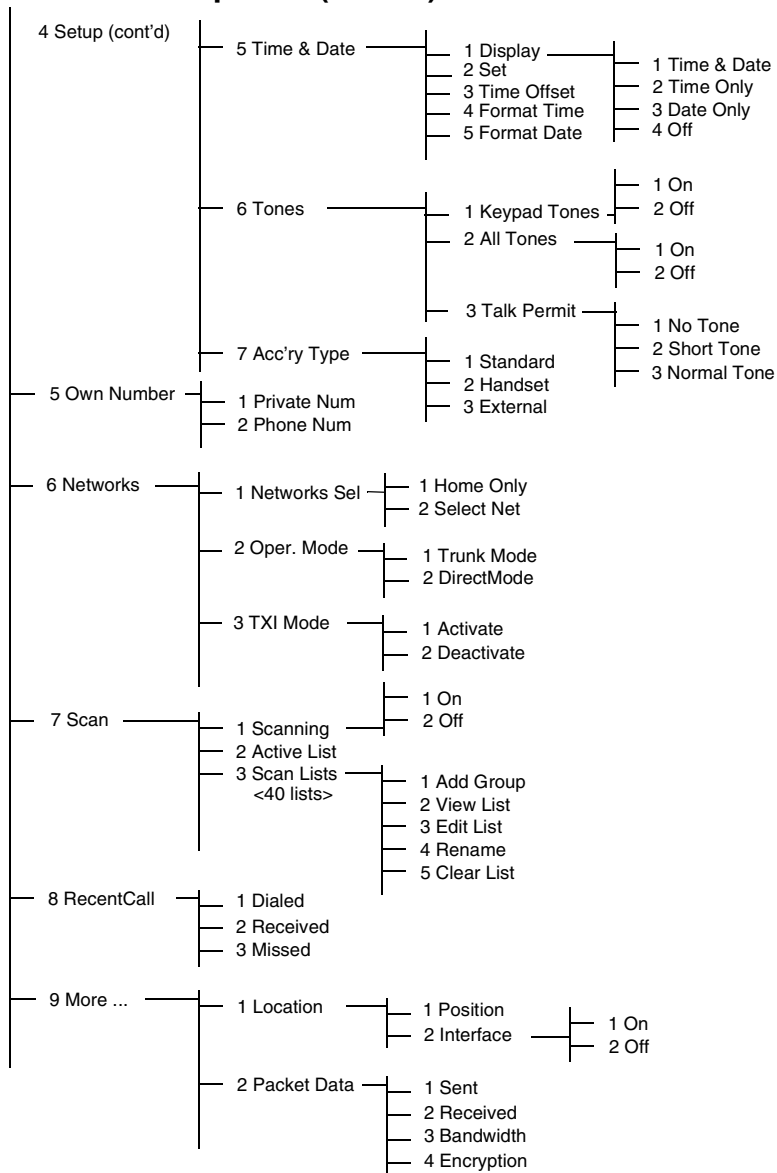 4 Setup (cont’d)
5 Time & Date
1 Display
1 Time & Date
2 Time Only
3 Date Only
4 Off
2 Set
3 Time Offset
4 Format Time
5 Format Date
6 Tones
1 Keypad Tones
1 On
2 Off
2 All Tones
1 On
2 Off
3 Talk Permit
1 No Tone
2 Short Tone
3 Normal Tone
7 Acc’ry Type
1 Standard
2 Handset
3 External
5 Own Number
1 Private Num
2 Phone Num
6 Networks
1 Networks Sel
1 Home Only
2 Select Net
2 Oper. Mode
1 Trunk Mode
2 DirectMode
3 TXI Mode
1 Activate
2 Deactivate
7 Scan
1 Scanning
1 On
2 Off
2 Active List
3 Scan Lists
<40 lists>
1 Add Group
2 View List
3 Edit List
4 Rename
5 Clear List
8 RecentCall
1 Dialed
2 Received
3 Missed
9 More ...
1 Location
1 Position
2 Interface
1 On
2 Off
2 Packet Data
1 Sent
2 Received
3 Bandwidth
4 Encryption